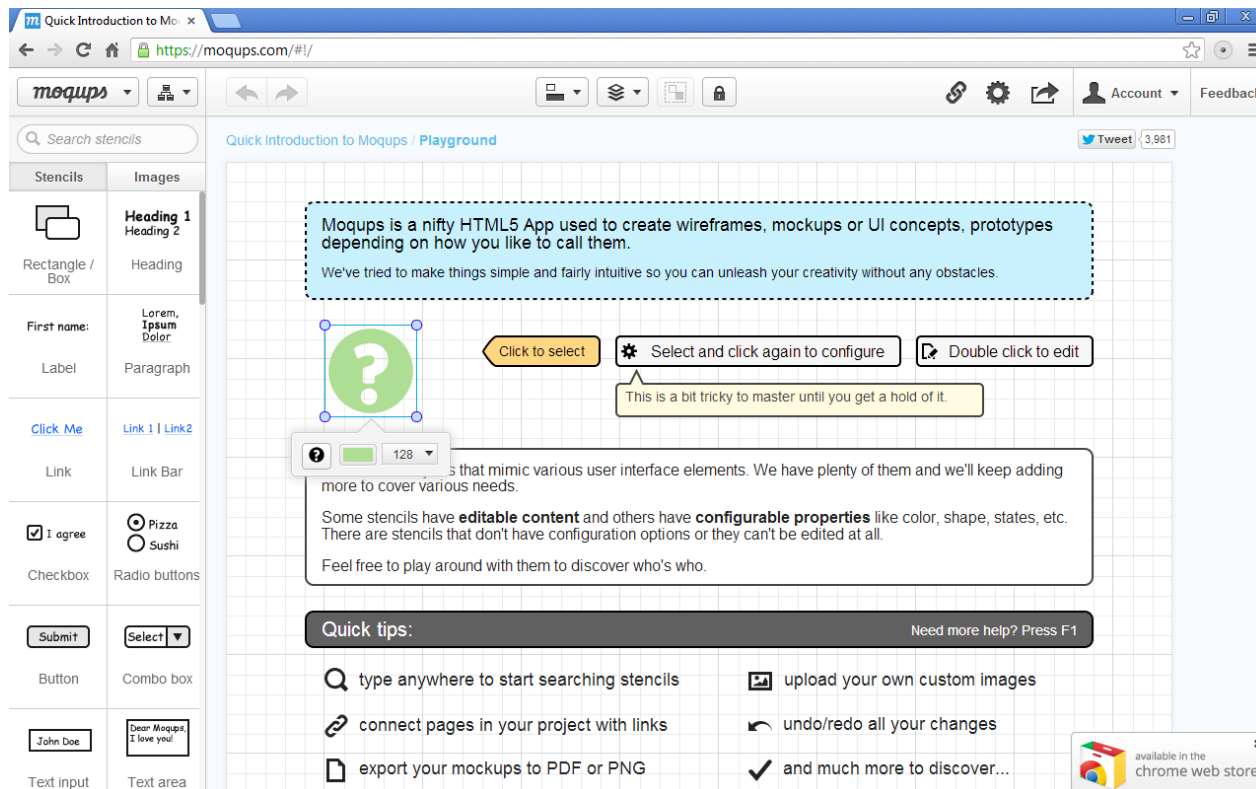 Quick Introduction to Mo
https://moqups.com/#!/
moqups
Account
Feedbac
Search stencils
Quick Introduction to Moqups / Playground
Tweet 3,981
Stencils Images
Rectangle /
Box
Heading 1
Heading 2
Heading
First name:
Label
Lorem,
Ipsum
Dolor
Paragraph
Click Me
Link
Link 1 | Link2
Link Bar
I agree
Checkbox
Pizza
Sushi
Radio buttons
Submit
Button
Select
Combo box
John Doe
Text input
Dear Moqups,
I love you!
Text area
Moqups is a nifty HTML5 App used to create wireframes, mockups or UI concepts, prototypes
depending on how you like to call them.
We've tried to make things simple and fairly intuitive so you can unleash your creativity without any obstacles.
?
Click to select
Select and click again to configure
Double click to edit
This is a bit tricky to master until you get a hold of it.
? 128
that mimic various user interface elements. We have plenty of them and we'll keep adding
more to cover various needs.
Some stencils have editable content and others have configurable properties like color, shape, states, etc.
There are stencils that don't have configuration options or they can't be edited at all.
Feel free to play around with them to discover who's who.
Quick tips:
Need more help? Press F1
type anywhere to start searching stencils
upload your own custom images
connect pages in your project with links
undo/redo all your changes
export your mockups to PDF or PNG
and much more to discover...
available in the
chrome web store